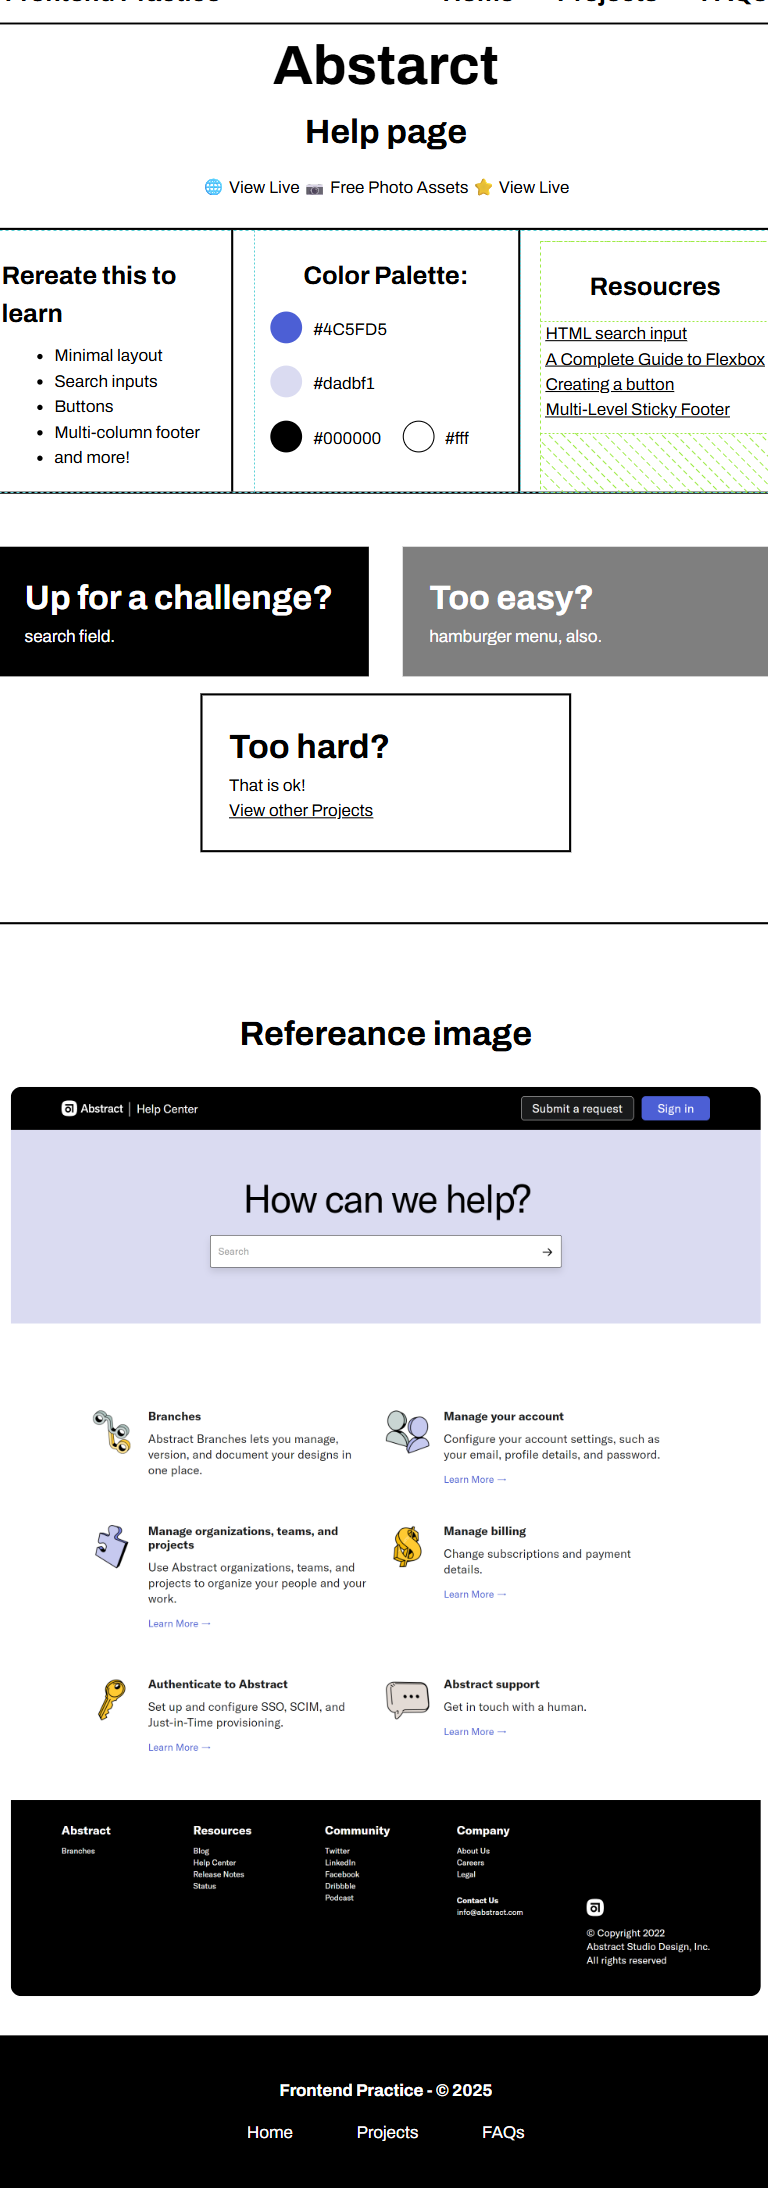 Frontend Practice Home Projects FAQs
Abstarct
Help page
View Live Free Photo Assets View Live
Rereate this to
learn
Minimal layout
Search inputs
Buttons
Multi-column footer
and more!
Color Palette:
#4C5FD5
#dadbf1
#000000 #fff
Resoucres
HTML search input
A Complete Guide to Flexbox
Creating a button
Multi-Level Sticky Footer
Up for a challenge?
search field.
Too easy?
hamburger menu, also.
Too hard?
That is ok!
View other Projects
Refereance image
Abstract | Help Center Submit a request Sign in
How can we help?
Search →
Branches
Abstract Branches lets you manage,
version, and document your designs in
one place.
Manage your account
Configure your account settings, such as
your email, profile details, and password.
Learn More →
Manage organizations, teams, and
projects
Use Abstract organizations, teams, and
projects to organize your people and your
work.
Learn More →
Manage billing
Change subscriptions and payment
details.
Learn More →
Authenticate to Abstract
Set up and configure SSO, SCIM, and
Just-in-Time provisioning.
Learn More →
Abstract support
Get in touch with a human.
Learn More →
Abstract
Branches
Resources
Blog
Help Center
Release Notes
Status
Community
Twitter
LinkedIn
Facebook
Dribbble
Podcast
Company
About Us
Careers
Legal
Contact Us
info@abstract.com
© Copyright 2022
Abstract Studio Design, Inc.
All rights reserved
Frontend Practice - © 2025
Home Projects FAQs